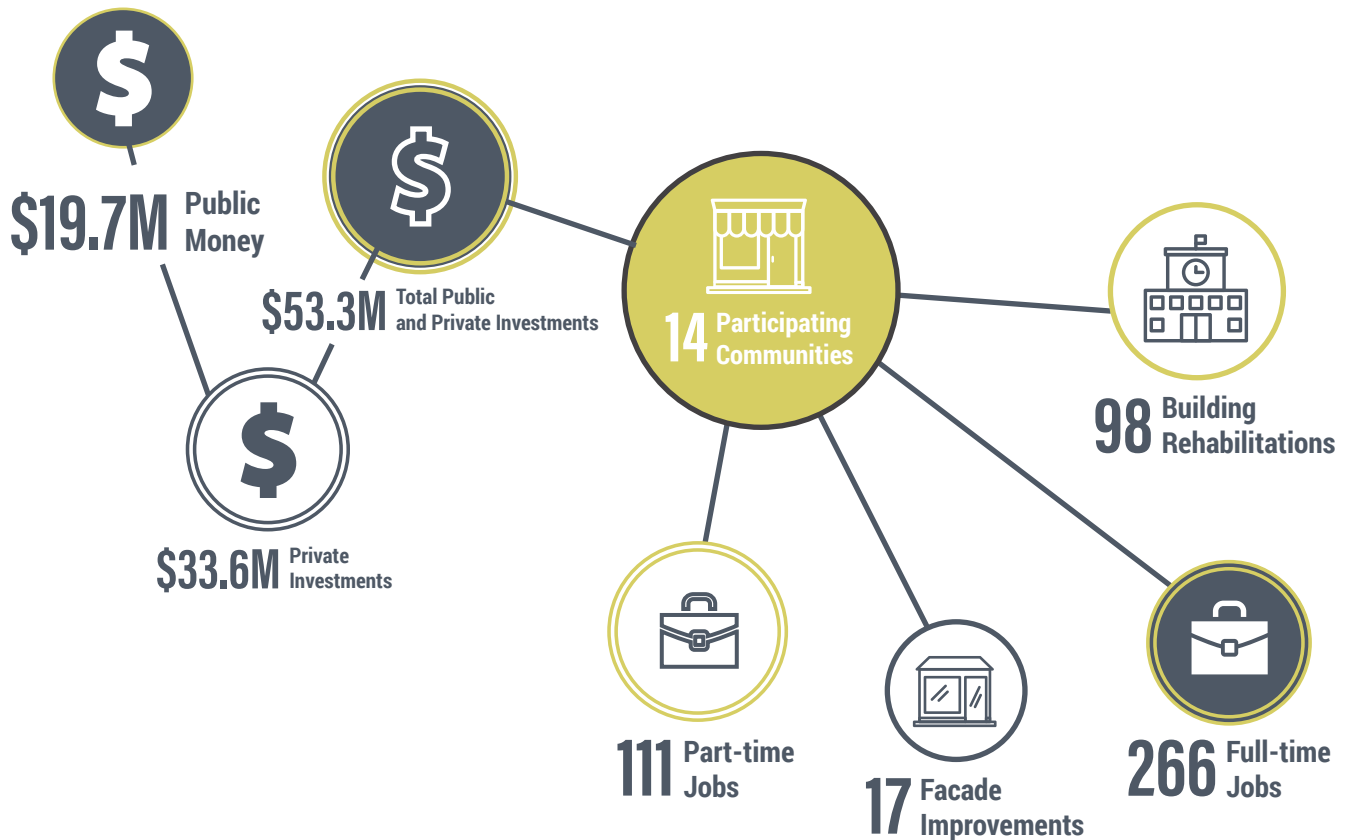 $19.7M Public
Money
$53.3M Total Public
and Private Investments
$33.6M Private
Investments
14 Participating
Communities
98 Building
Rehabilitations
111 Part-time
Jobs
17 Facade
Improvements
266 Full-time
Jobs